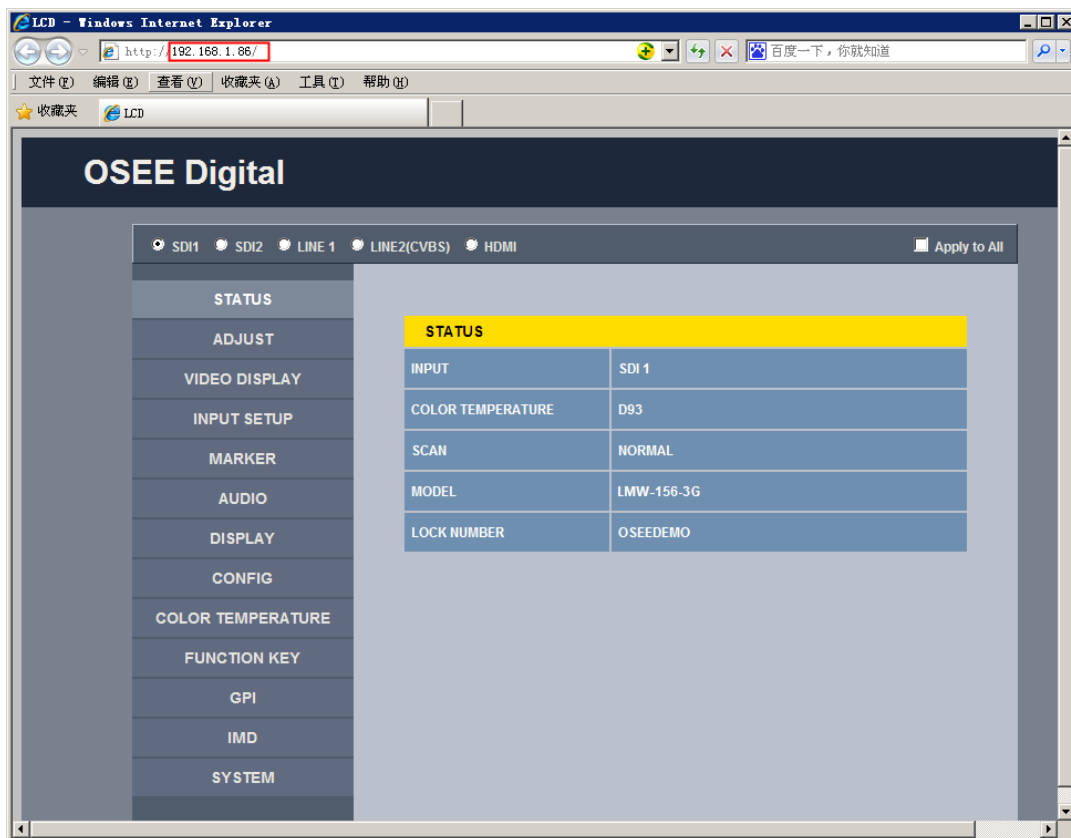 LCD - Windows Internet Explorer
http://192.168.1.86/
百度一下，你就知道
文件(F) 编辑(E) 查看(V) 收藏夹(A) 工具(T) 帮助(H)
收藏夹 LCD
OSEE Digital
SDI1 SDI2 LINE 1 LINE2(CVBS) HDMI Apply to All
STATUS
ADJUST
VIDEO DISPLAY
INPUT SETUP
MARKER
AUDIO
DISPLAY
CONFIG
COLOR TEMPERATURE
FUNCTION KEY
GPI
IMD
SYSTEM
STATUS
INPUT SDI 1
COLOR TEMPERATURE D93
SCAN NORMAL
MODEL LMW-156-3G
LOCK NUMBER OSEEDEMO